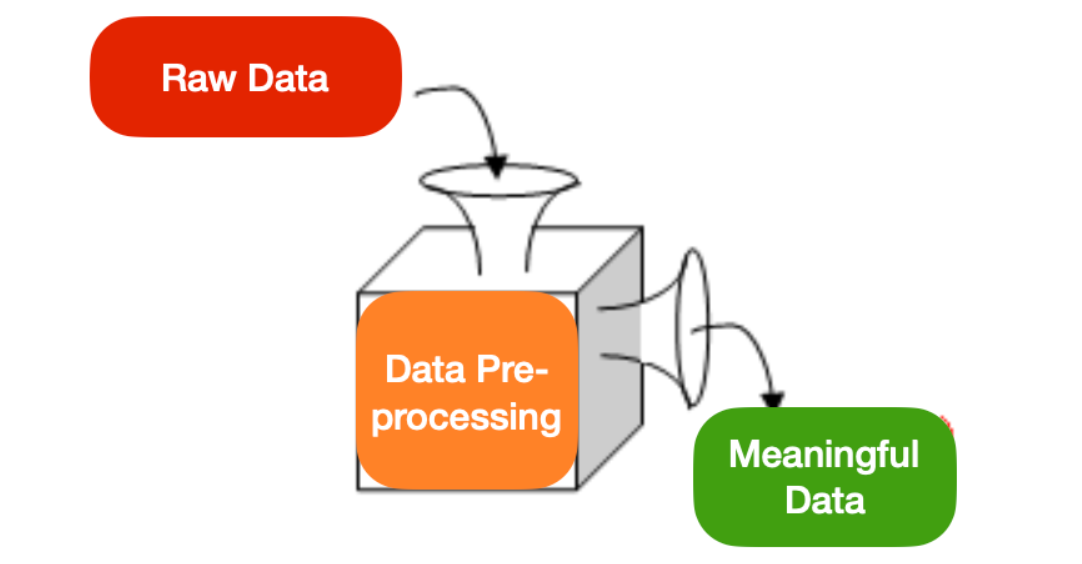 Raw Data
Data Pre-
processing
Meaningful
Data